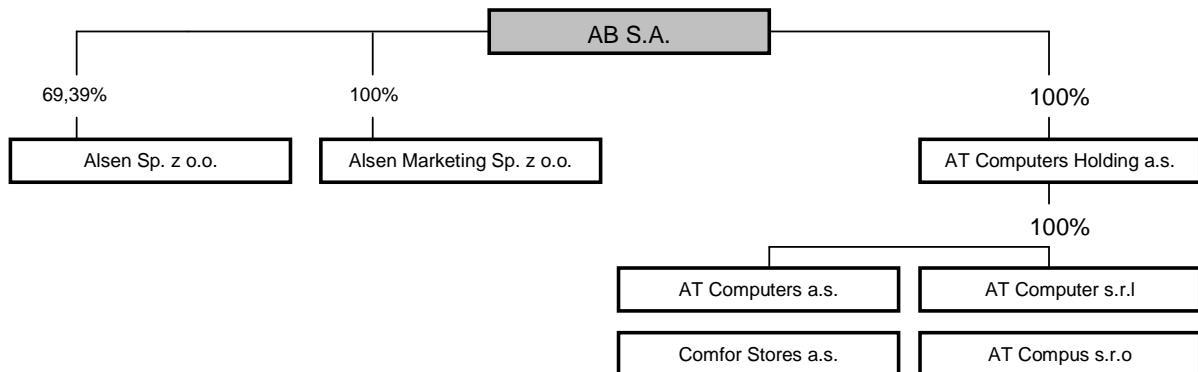 AB S.A.
69,39%
100%
100%
Alsen Sp. z o.o.
Alsen Marketing Sp. z o.o.
AT Computers Holding a.s.
100%
AT Computers a.s.
AT Computer s.r.l
Comfor Stores a.s.
AT Compus s.r.o